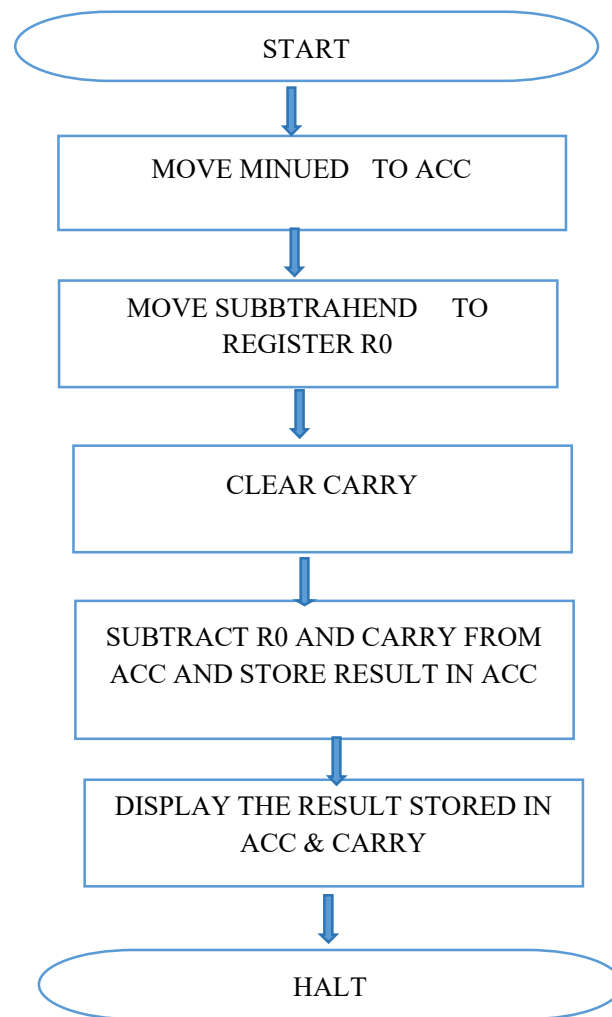 START
MOVE MINUED TO ACC
MOVE SUBBTRAHEND TO
REGISTER R0
CLEAR CARRY
SUBTRACT R0 AND CARRY FROM
ACC AND STORE RESULT IN ACC
DISPLAY THE RESULT STORED IN
ACC & CARRY
HALT